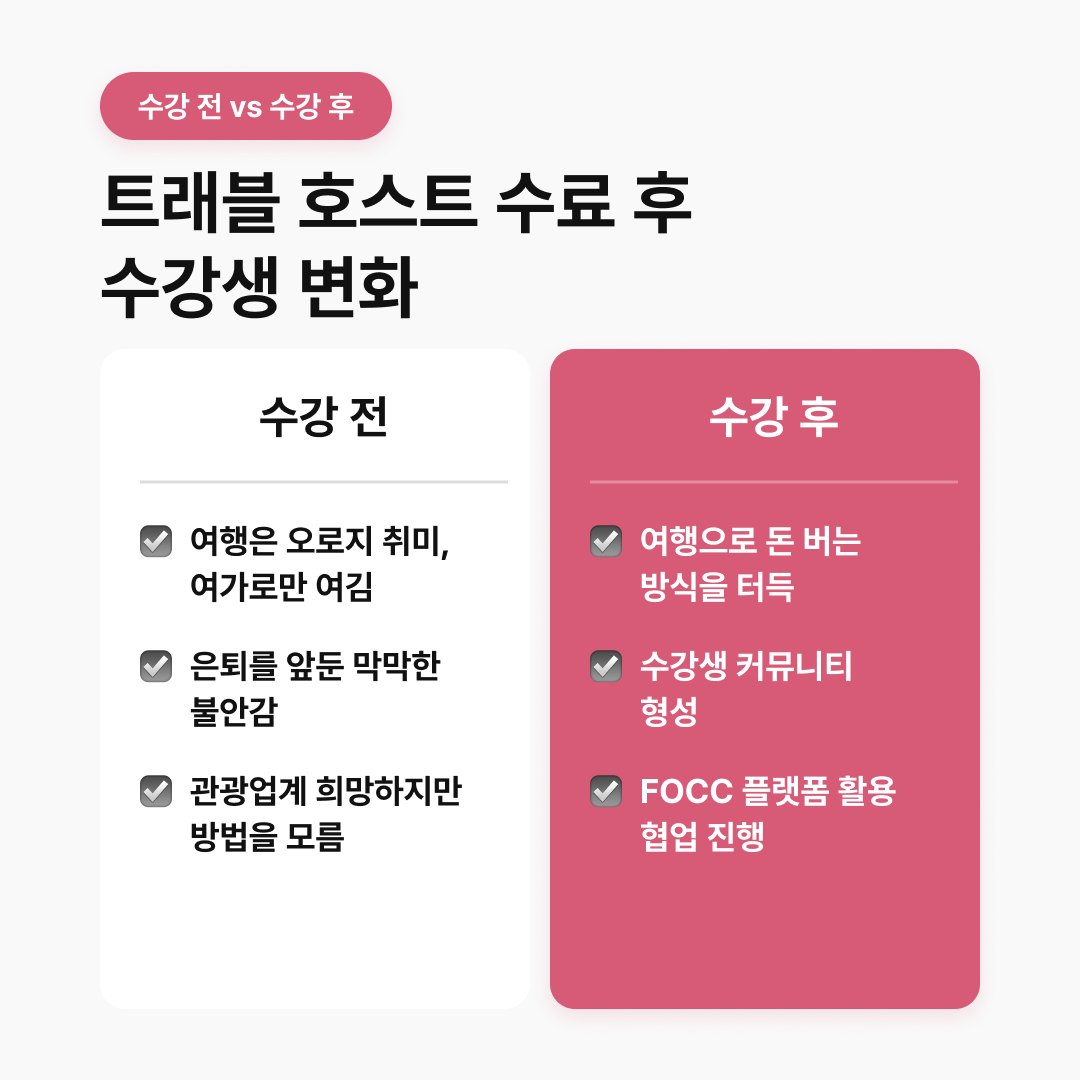 수강 전 vs 수강 후
트래블 호스트 수료 후
수강생 변화
수강 전
여행은 오로지 취미,
여가로만 여김
은퇴를 앞둔 막막한
불안감
관광업계 희망하지만
방법을 모름
수강 후
여행으로 돈 버는
방식을 터득
수강생 커뮤니티
형성
FOCC 플랫폼 활용
협업 진행